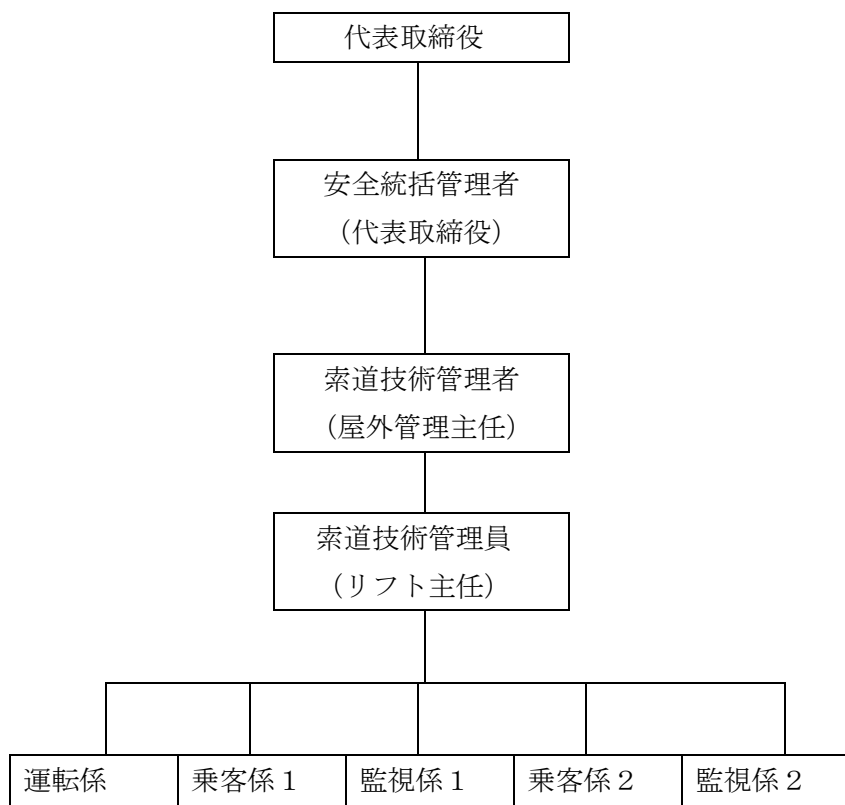 代表取締役
安全統括管理者
（代表取締役）
索道技術管理者
（屋外管理主任）
索道技術管理員
（リフト主任）
運転係
乗客係１
監視係１
乗客係２
監視係２